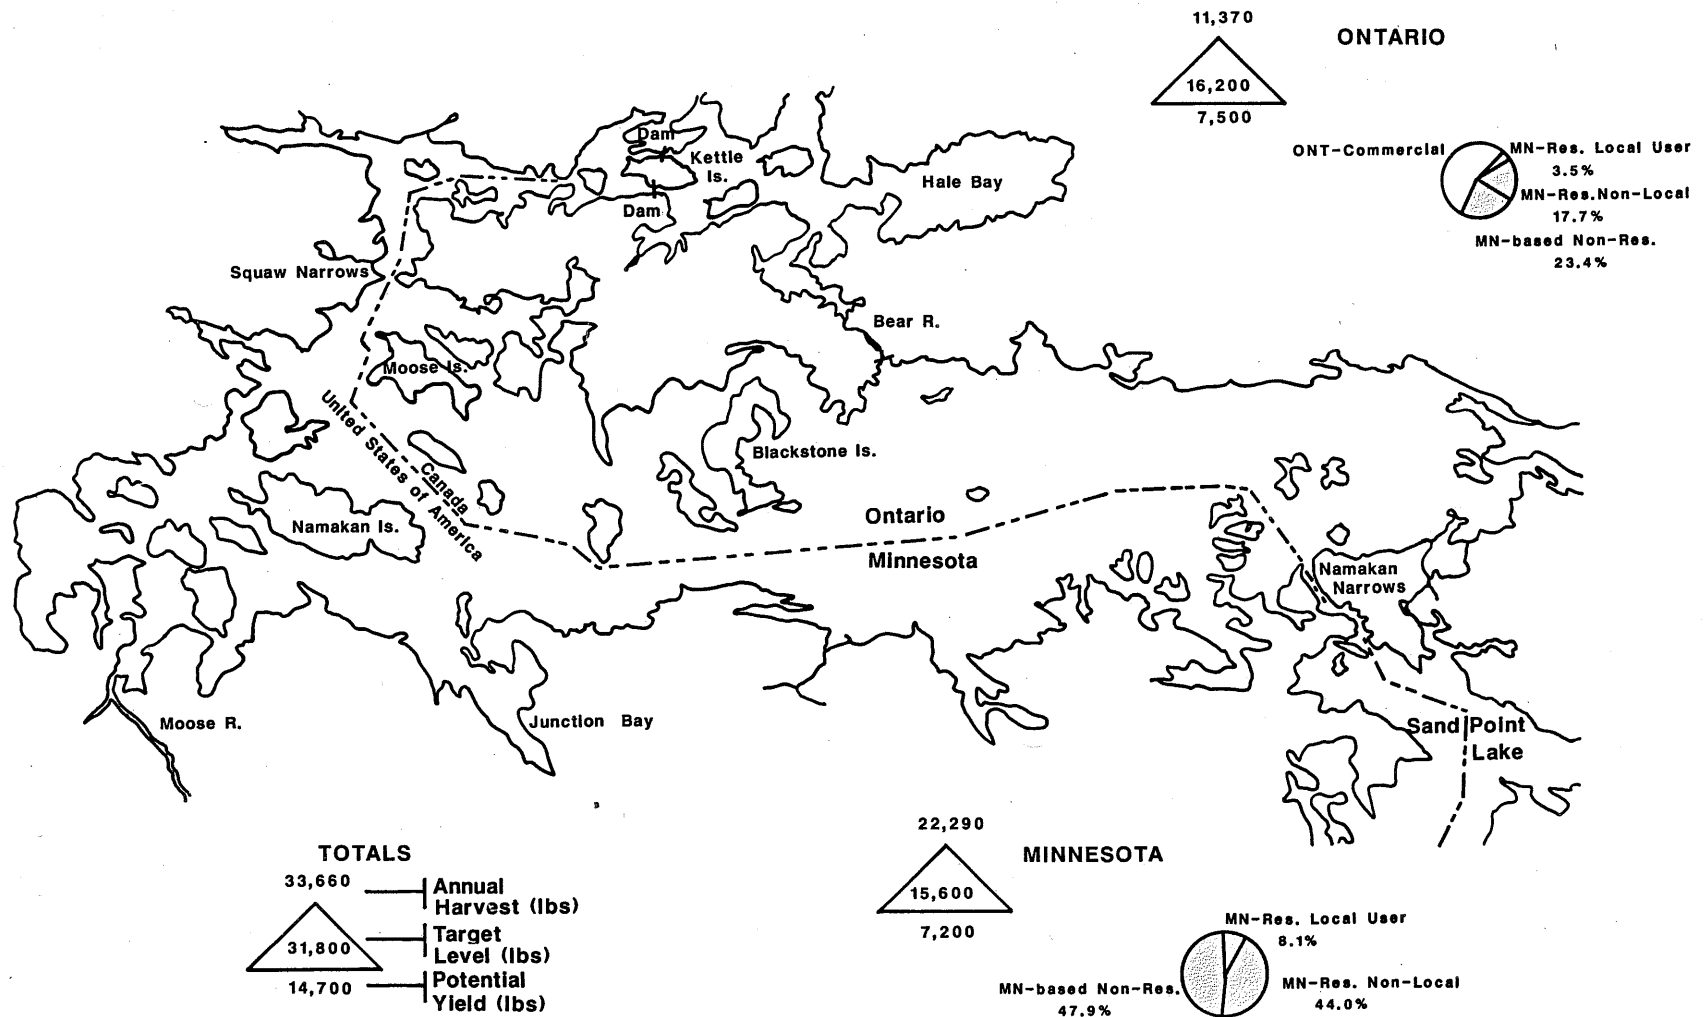 11,370
ONTARIO
16,200
7,500
ONT-Commercial
MN-Res. Local User
3.5%
MN-Res.Non-Local
17.7%
MN-based Non-Res.
23.4%
Dam
Kettle
Is.
Hale Bay
Dam
Squaw Narrows
Bear R.
Moose Is.
United States of America
Canada
Blackstone Is.
Namakan Is.
Ontario
Minnesota
Namakan
Narrows
Moose R.
Junction Bay
Sand Point
Lake
TOTALS
33,660
Annual
Harvest (lbs)
31,800
Target
Level (lbs)
14,700
Potential
Yield (lbs)
22,290
MINNESOTA
15,600
7,200
MN-Res. Local User
8.1%
MN-based Non-Res.
47.9%
MN-Res. Non-Local
44.0%